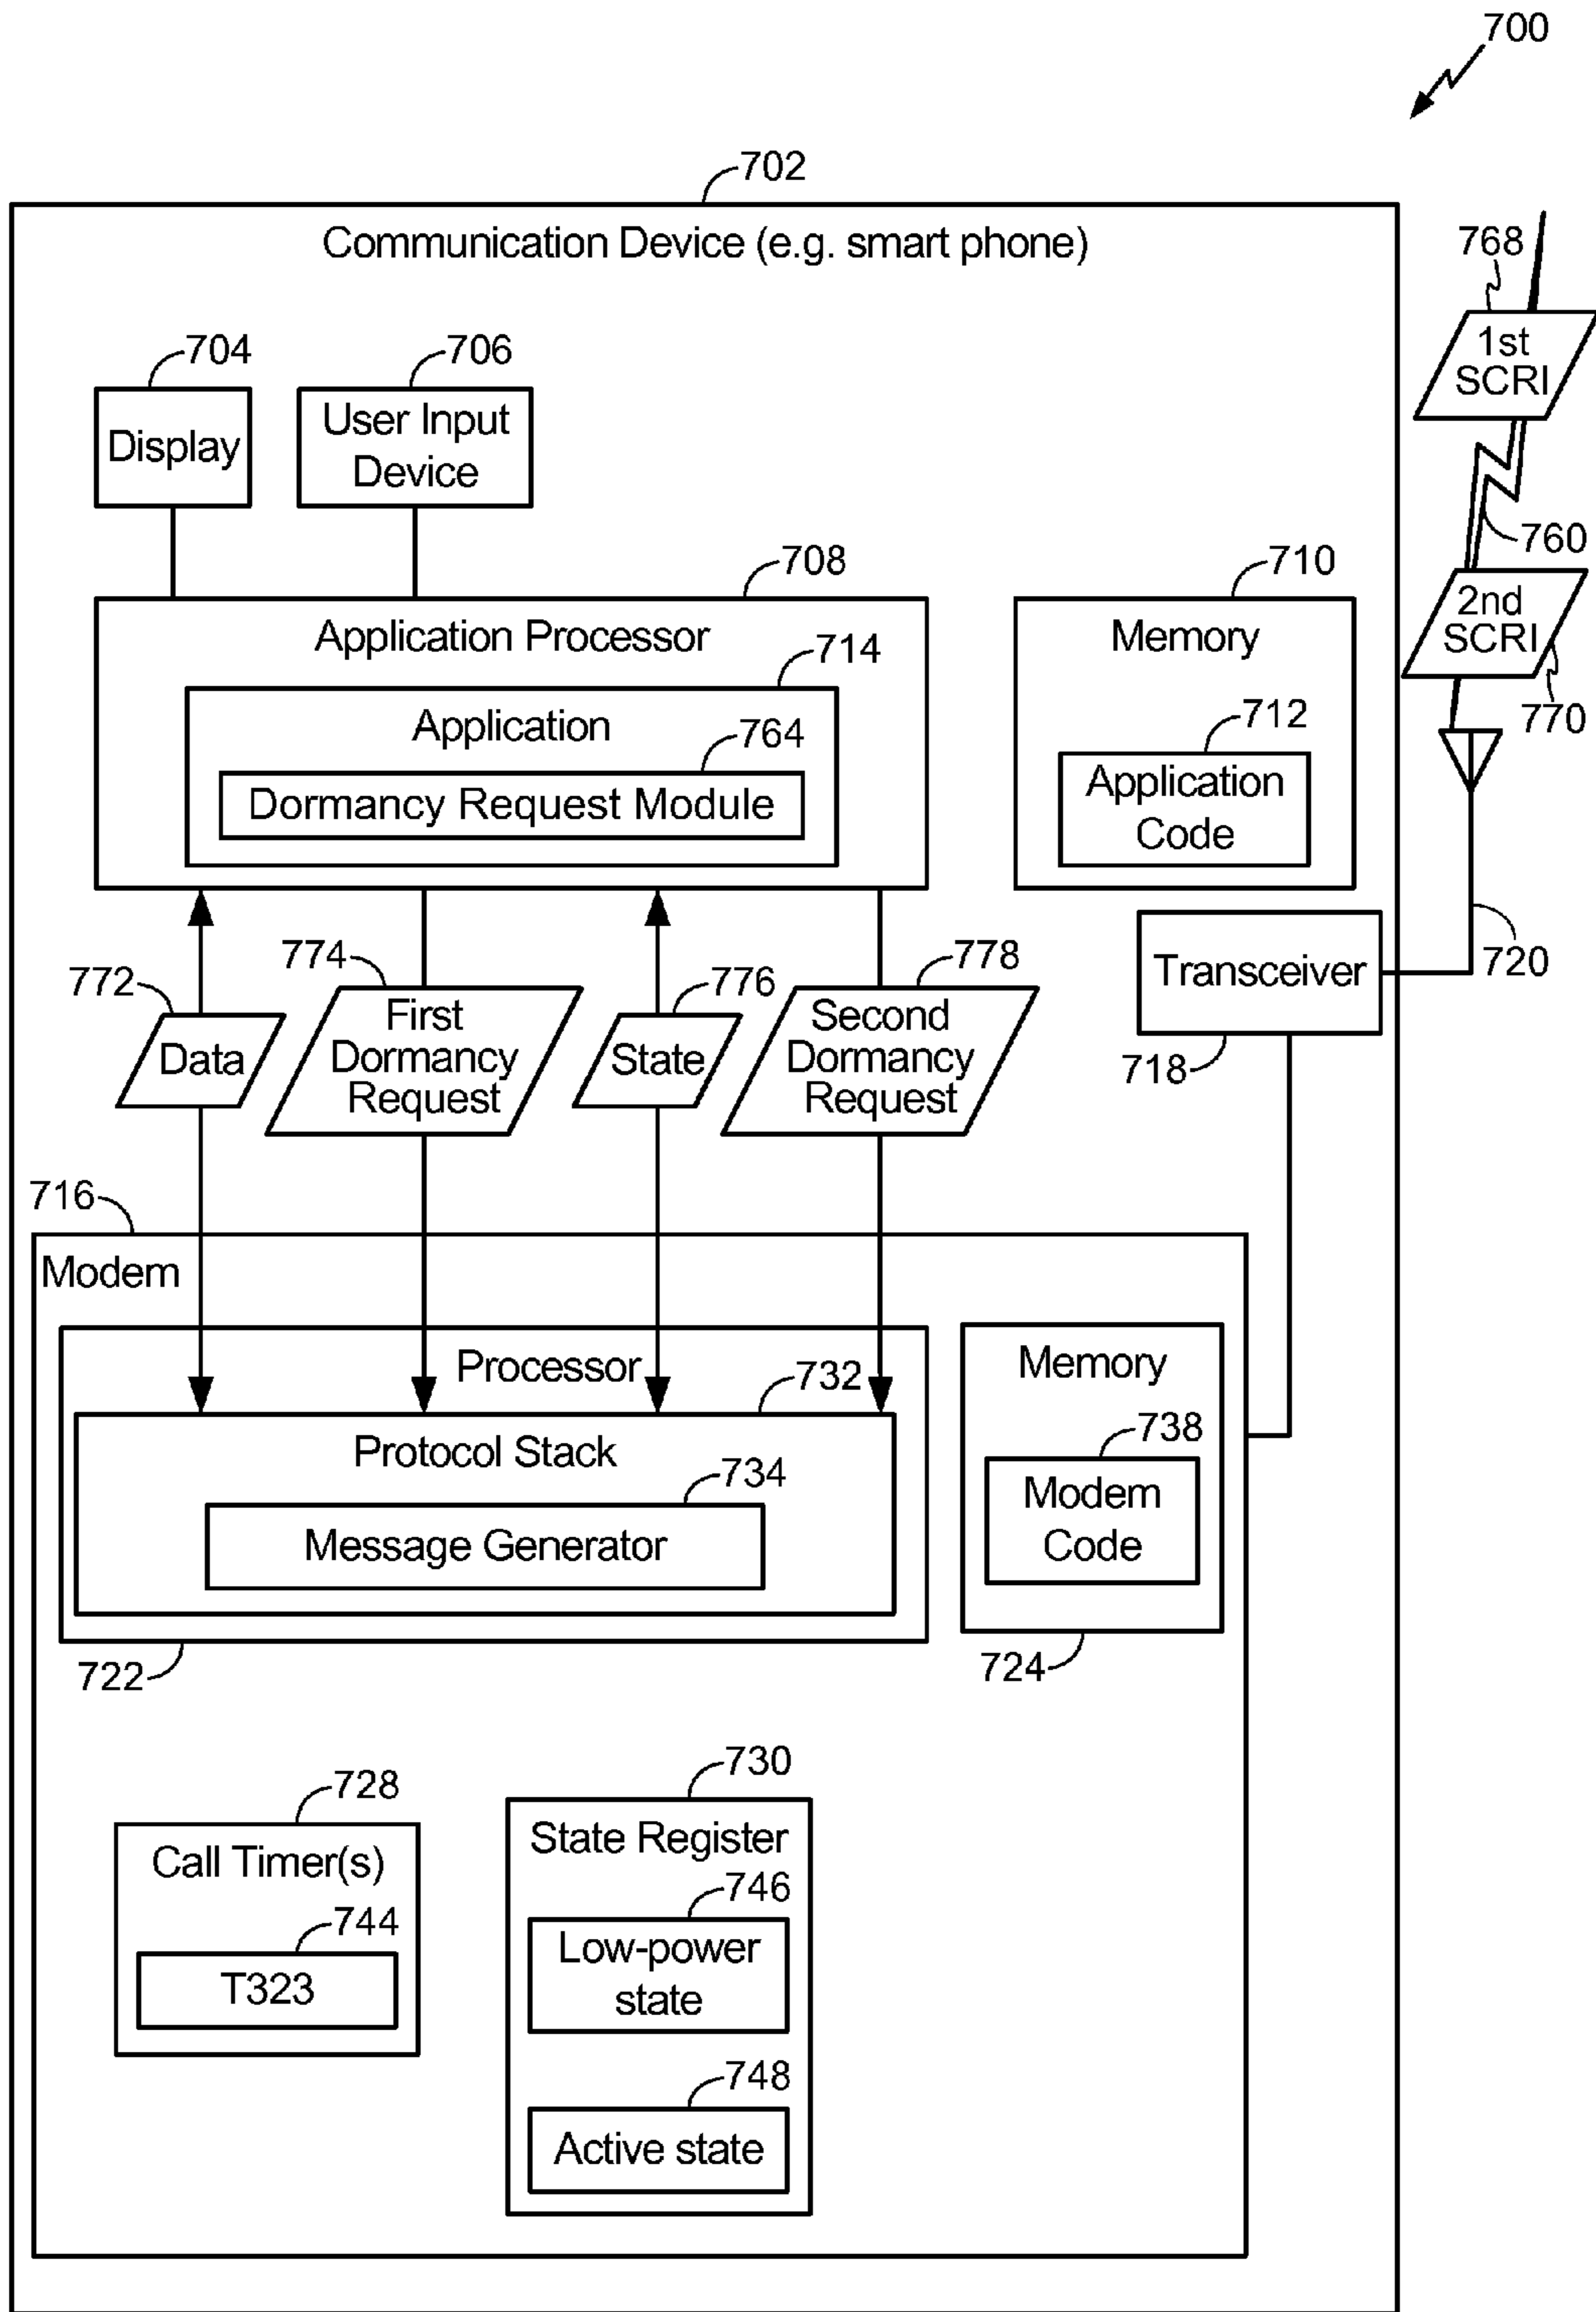 700
702
Communication Device (e.g. smart phone)
768
1st
SCRI
704
706
Display
User Input
Device
760
708
710
2nd
SCRI
770
Application Processor
Memory
714
Application
712
764
Application
Code
Dormancy Request Module
772
774
776
778
720
Transceiver
718
Data
First
Dormancy
Request
State
Second
Dormancy
Request
716
Modem
Processor
732
Memory
Protocol Stack
738
734
Modem
Code
Message Generator
722
724
730
728
State Register
Call Timer(s)
746
744
Low-power
state
T323
748
Active state